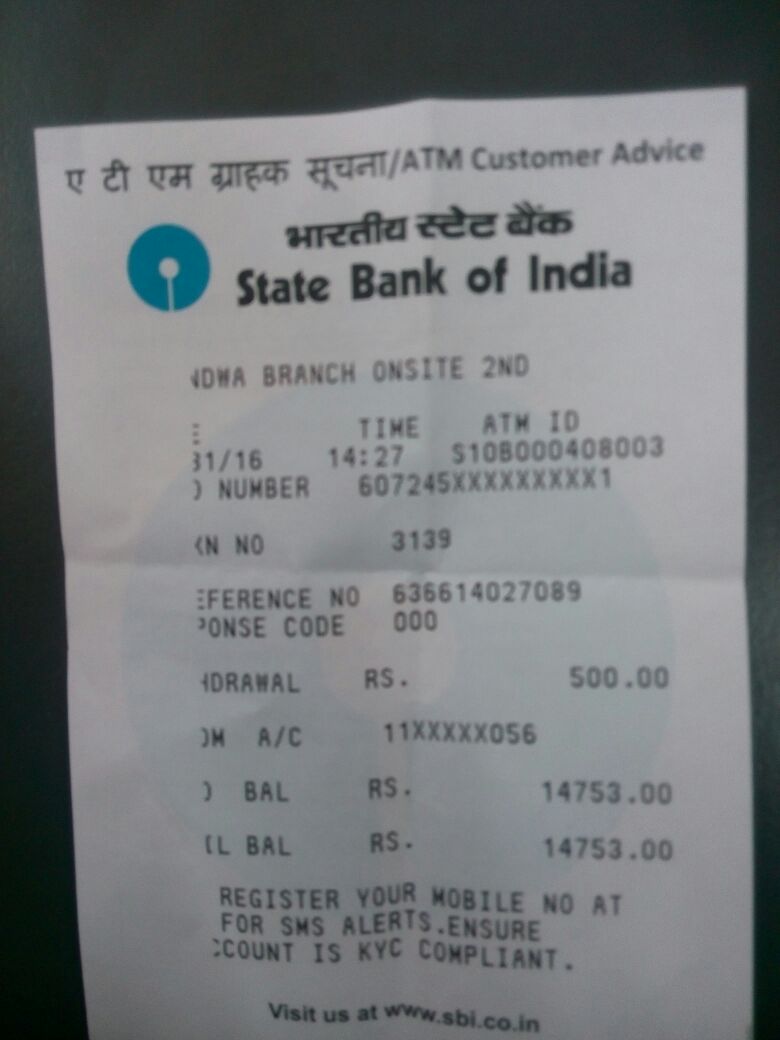 ए टी एम ग्राहक सूचना/ATM Customer Advice
भारतीय स्टेट बैंक
State Bank of India
NDWA BRANCH ONSITE 2ND
E TIME ATM ID
31/16 14:27 S10B000408003
D NUMBER 607245XXXXXXXXX1
XN NO 3139
EFERENCE NO 636614027089
PONSE CODE 000
HDRAWAL RS. 500.00
OM A/C 11XXXXX056
D BAL RS. 14753.00
IL BAL RS. 14753.00
REGISTER YOUR MOBILE NO AT
FOR SMS ALERTS.ENSURE
CCOUNT IS KYC COMPLIANT.
Visit us at www.sbi.co.in